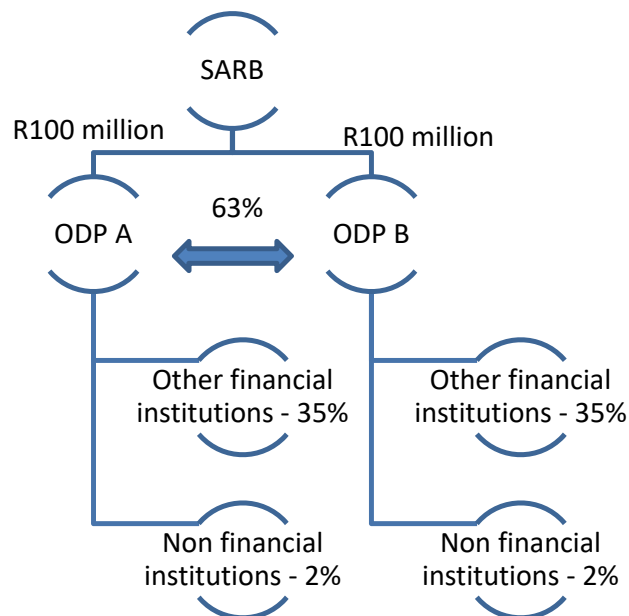 SARB
R100 million
R100 million
63%
ODP A
ODP B
Other financial
institutions - 35%
Other financial
institutions - 35%
Non financial
institutions - 2%
Non financial
institutions - 2%